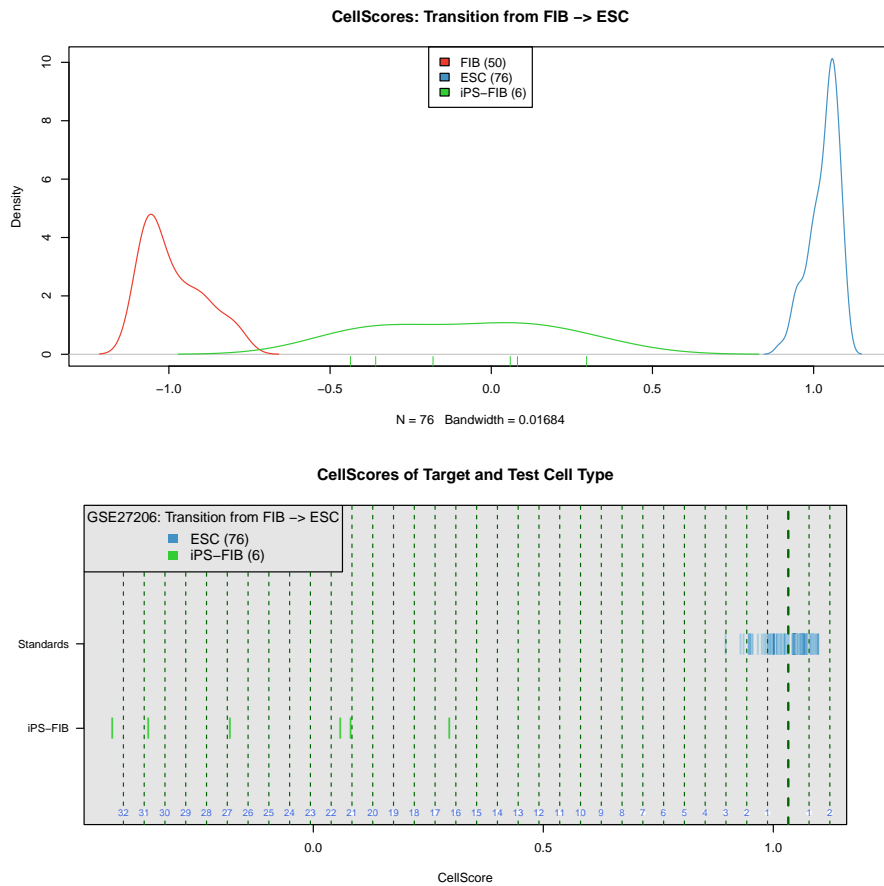 CellScores: Transition from FIB −> ESC
FIB (50)
ESC (76)
iPS−FIB (6)
Density
10
8
6
4
2
0
−1.0 −0.5 0.0 0.5 1.0
N = 76 Bandwidth = 0.01684
CellScores of Target and Test Cell Type
GSE27206: Transition from FIB −> ESC
ESC (76)
iPS−FIB (6)
Standards
iPS−FIB
32 31 30 29 28 27 26 25 24 23 22 21 20 19 18 17 16 15 14 13 12 11 10 9 8 7 6 5 4 3 2 1 1 2
0.0 0.5 1.0
CellScore